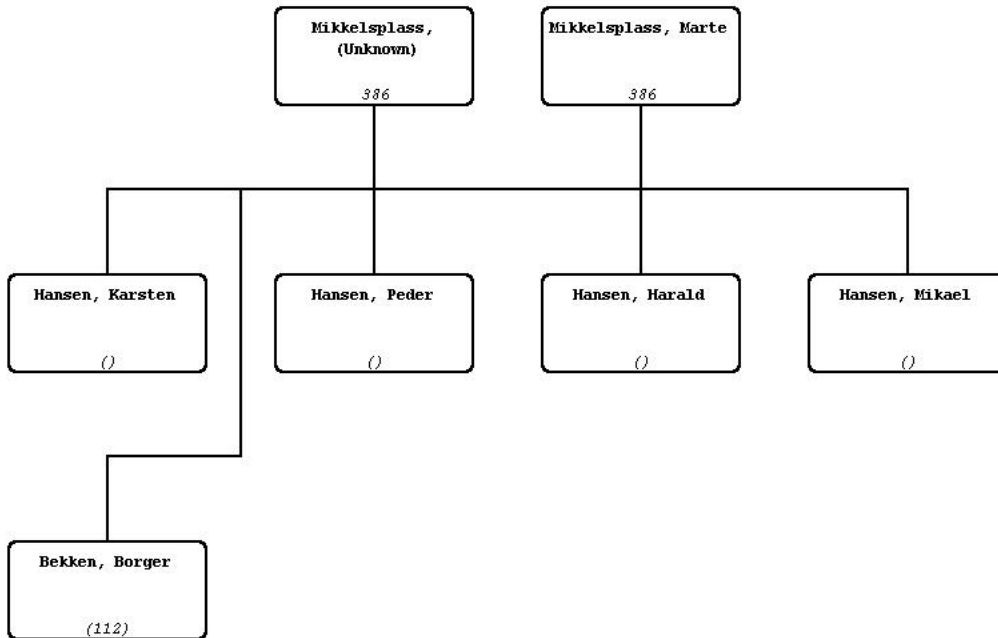 Mikkelsplass,
(Unknown)
386
Mikkelsplass, Marte
386
Hansen, Karsten
()
Hansen, Peder
()
Hansen, Harald
()
Hansen, Mikael
()
Bekken, Borger
(112)